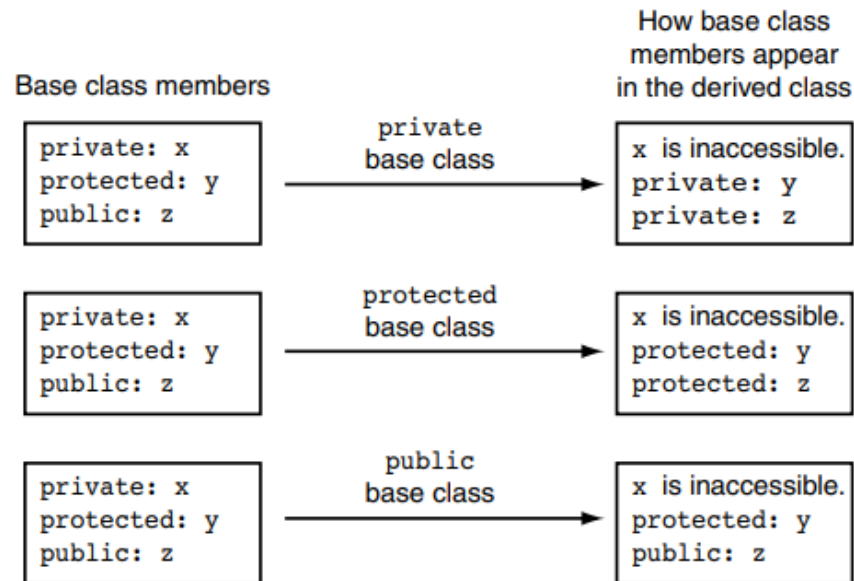 Base class members
How base class
members appear
in the derived class
private: x
protected: y
public: z
private
base class
x is inaccessible.
private: y
private: z
private: x
protected: y
public: z
protected
base class
x is inaccessible.
protected: y
protected: z
private: x
protected: y
public: z
public
base class
x is inaccessible.
protected: y
public: z